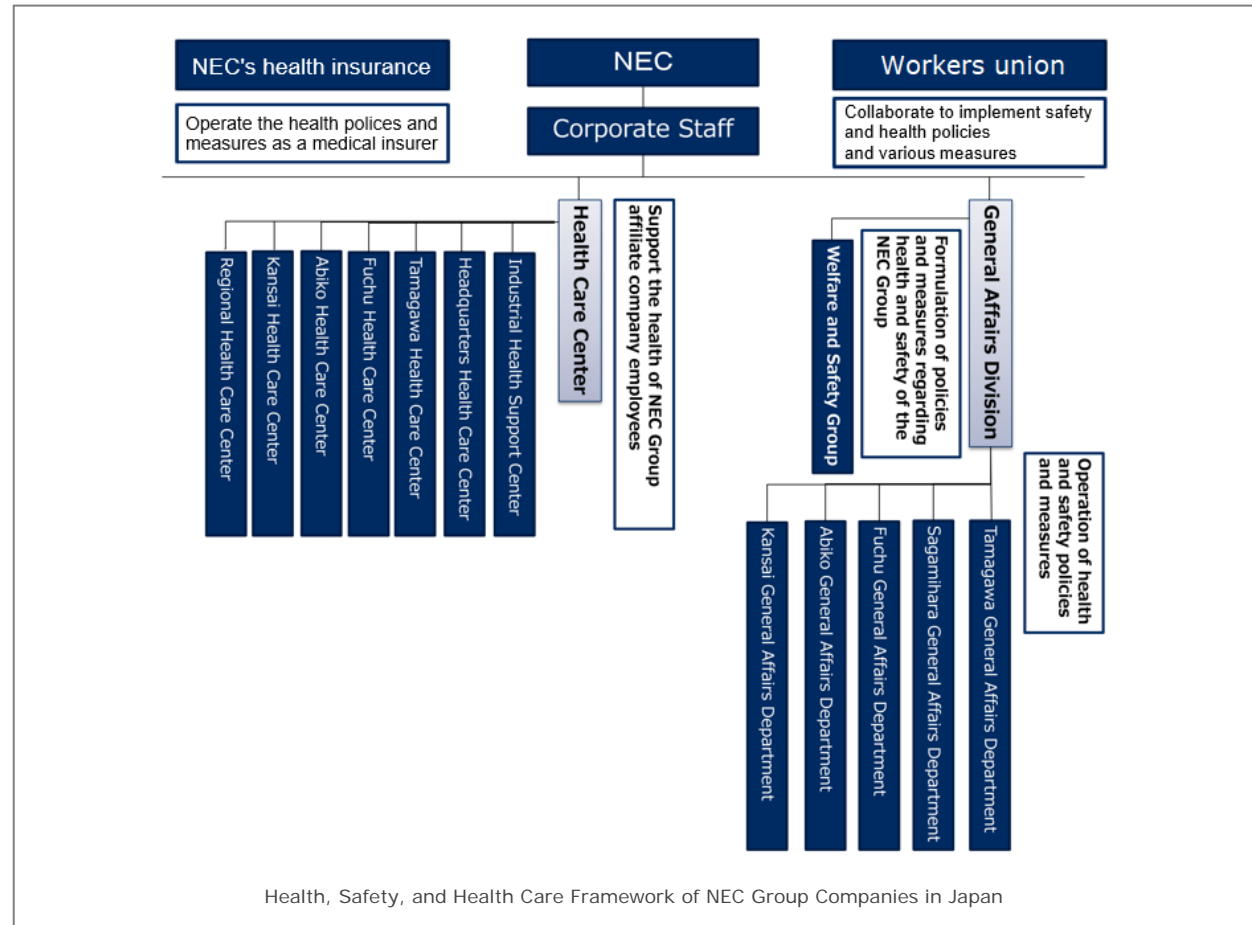 NEC's health insurance
NEC
Workers union
Operate the health polices and
measures as a medical insurer
Corporate Staff
Collaborate to implement safety
and health policies
and various measures
Health Care Center
Support the health of NEC Group
affiliate company employees
Regional Health Care Center
Kansai Health Care Center
Abiko Health Care Center
Fuchu Health Care Center
Tamagawa Health Care Center
Headquarters Health Care Center
Industrial Health Support Center
General Affairs Division
Formulation of policies
and measures regarding
health and safety of the
NEC Group
Welfare and Safety Group
Operation of health
and safety policies
and measures
Kansai General Affairs Department
Abiko General Affairs Department
Fuchu General Affairs Department
Sagamihara General Affairs Department
Tamagawa General Affairs Department
Health, Safety, and Health Care Framework of NEC Group Companies in Japan